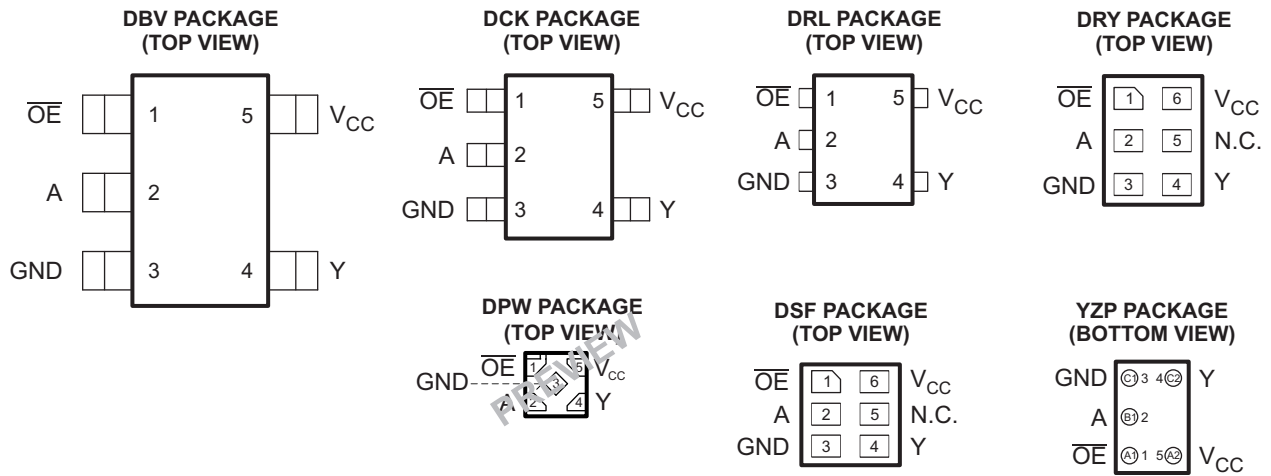 DBV PACKAGE
(TOP VIEW)
OE 1 5 VCC
A 2
GND 3 4 Y
DCK PACKAGE
(TOP VIEW)
OE 1 5 VCC
A 2
GND 3 4 Y
DRL PACKAGE
(TOP VIEW)
OE 1 5 VCC
A 2
GND 3 4 Y
DRY PACKAGE
(TOP VIEW)
OE 1 6 VCC
A 2 5 N.C.
GND 3 4 Y
DPW PACKAGE
(TOP VIEW)
OE 1 5 VCC
GND 3
A 2 4 Y
PREVIEW
DSF PACKAGE
(TOP VIEW)
OE 1 6 VCC
A 2 5 N.C.
GND 3 4 Y
YZP PACKAGE
(BOTTOM VIEW)
GND C1 3 4 C2 Y
A B1 2
OE A1 1 5 A2 VCC